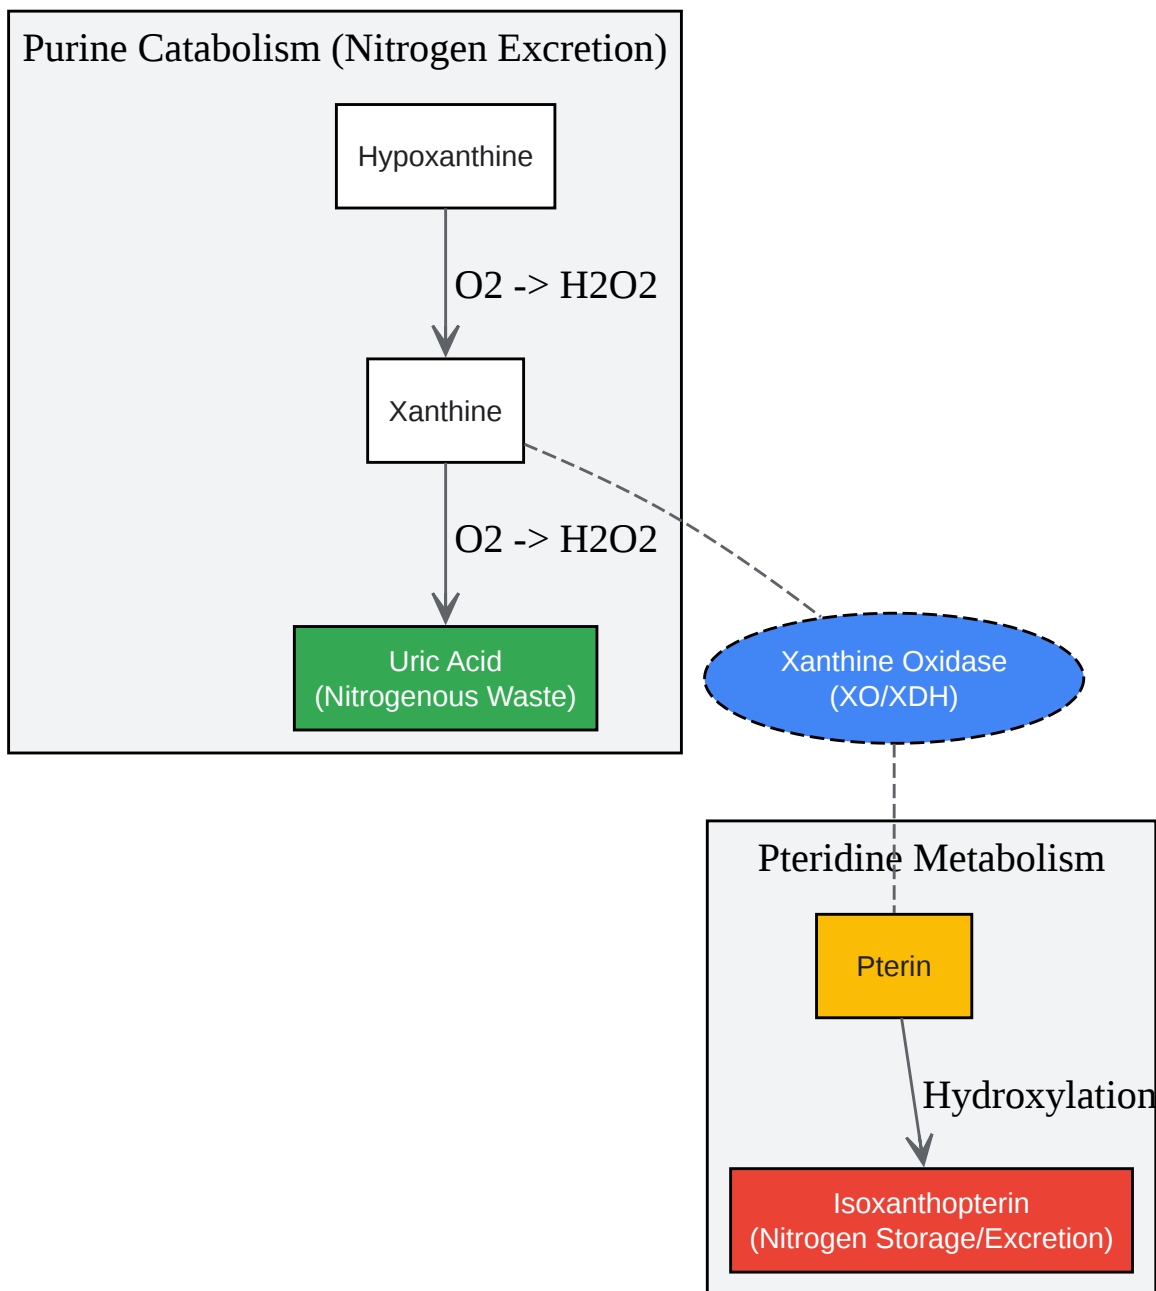 Purine Catabolism (Nitrogen Excretion)
Hypoxanthine
O2 -> H2O2
Xanthine
O2 -> H2O2
Uric Acid
(Nitrogenous Waste)
Xanthine Oxidase
(XO/XDH)
Pteridine Metabolism
Pterin
Hydroxylation
Isoxanthopterin
(Nitrogen Storage/Excretion)